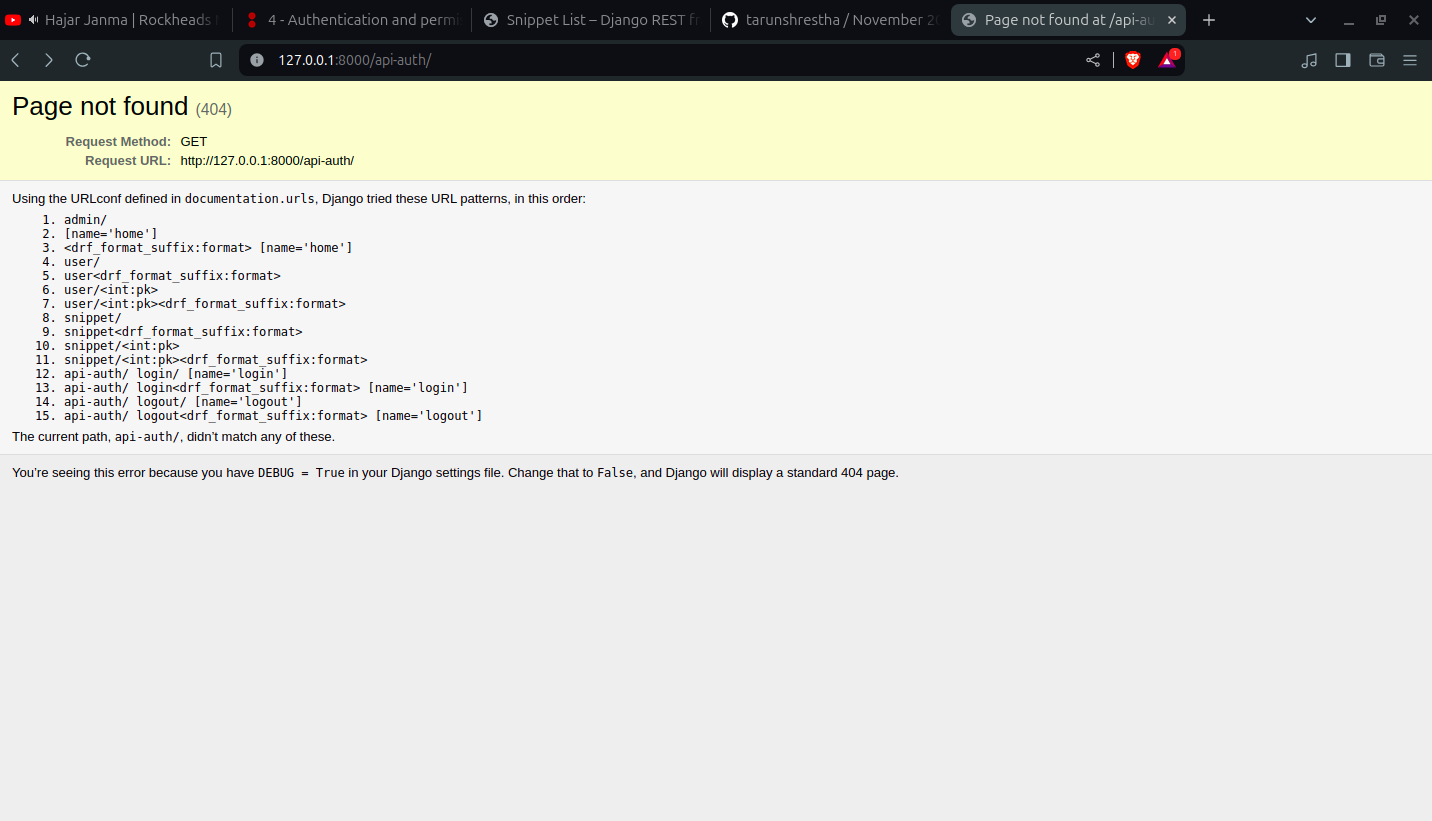 Hajar Janma | Rockheads
4 - Authentication and permi
Snippet List – Django REST fr
tarunshrestha / November 20
Page not found at /api-au
127.0.0.1:8000/api-auth/
1
Page not found (404)
Request Method: GET
Request URL: http://127.0.0.1:8000/api-auth/
Using the URLconf defined in documentation.urls, Django tried these URL patterns, in this order:
1. admin/
2. [name='home']
3. <drf_format_suffix:format> [name='home']
4. user/
5. user<drf_format_suffix:format>
6. user/<int:pk>
7. user/<int:pk><drf_format_suffix:format>
8. snippet/
9. snippet<drf_format_suffix:format>
10. snippet/<int:pk>
11. snippet/<int:pk><drf_format_suffix:format>
12. api-auth/ login/ [name='login']
13. api-auth/ login<drf_format_suffix:format> [name='login']
14. api-auth/ logout/ [name='logout']
15. api-auth/ logout<drf_format_suffix:format> [name='logout']
The current path, api-auth/, didn’t match any of these.
You’re seeing this error because you have DEBUG = True in your Django settings file. Change that to False, and Django will display a standard 404 page.